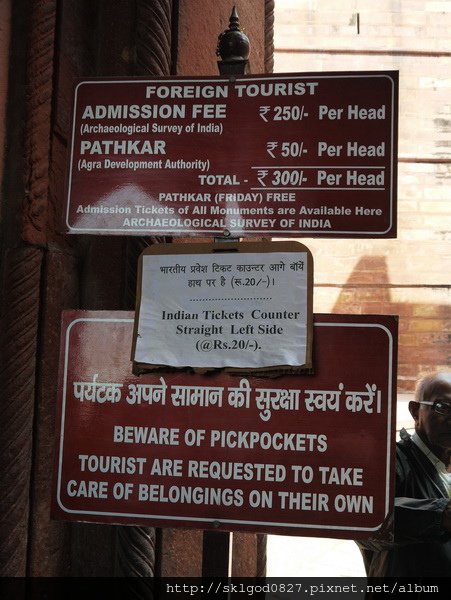 FOREIGN TOURIST
ADMISSION FEE ₹ 250/- Per Head
(Archaeological Survey of India)
PATHKAR ₹ 50/- Per Head
(Agra Development Authority)
TOTAL - ₹ 300/- Per Head
PATHKAR (FRIDAY) FREE
Admission Tickets of All Monuments are Available Here
ARCHAEOLOGICAL SURVEY OF INDIA
भारतीय प्रवेश टिकट काउन्टर आगे बाँयें
हाथ पर है (रू.20/-)।
..........................
Indian Tickets Counter
Straight Left Side
(@Rs.20/-).
पर्यटक अपने सामान की सुरक्षा स्वयं करें।
BEWARE OF PICKPOCKETS
TOURIST ARE REQUESTED TO TAKE
CARE OF BELONGINGS ON THEIR OWN
http://sklgod0827.pixnet.net/album